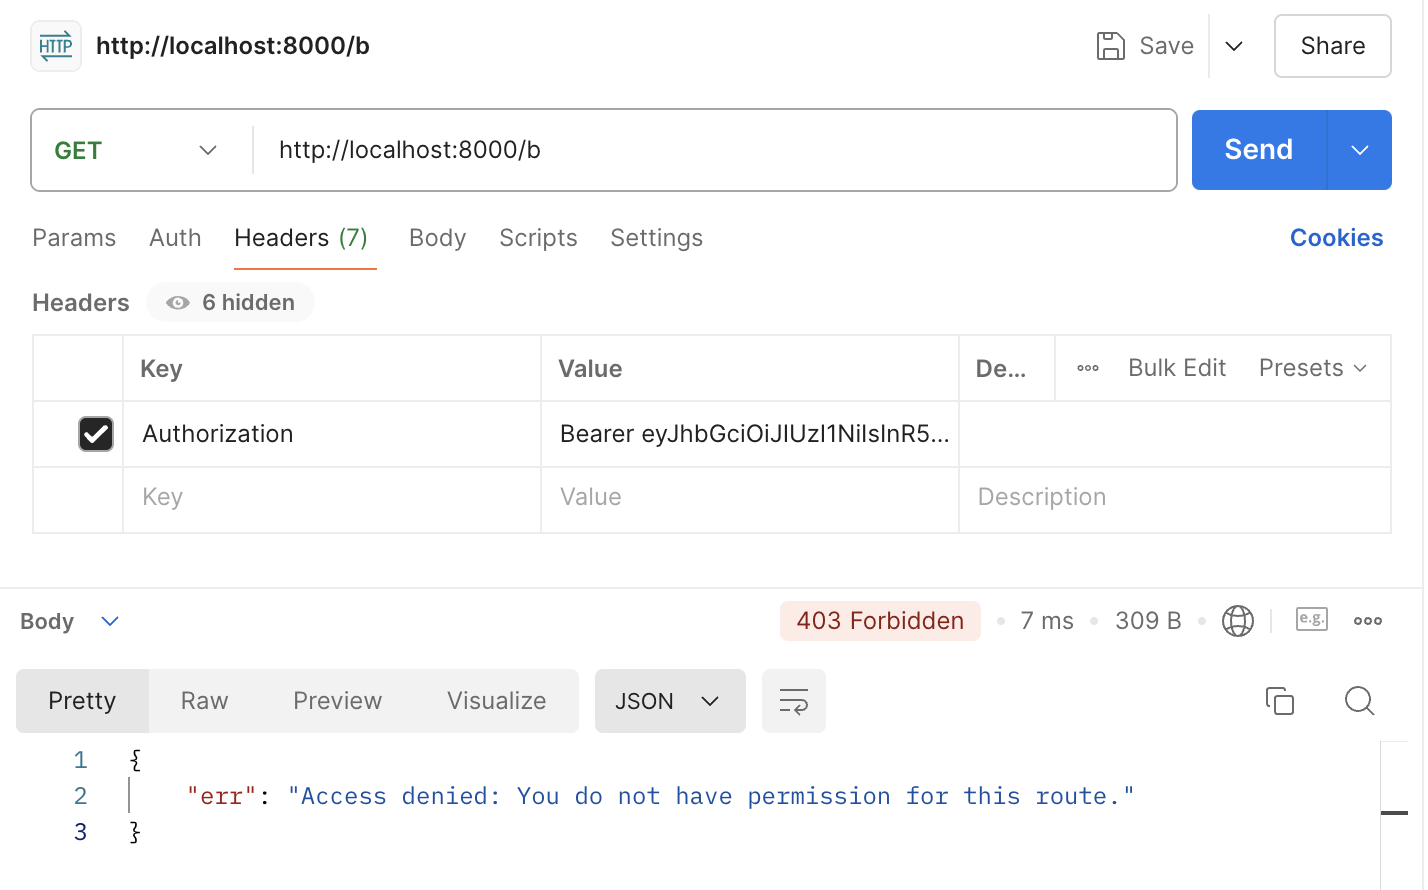 HTTP http://localhost:8000/b Save Share
GET http://localhost:8000/b Send
Params Auth Headers (7) Body Scripts Settings Cookies
Headers 6 hidden
Key Value De... Bulk Edit Presets
Authorization Bearer eyJhbGciOiJIUzI1NiIsInR5...
Key Value Description
Body 403 Forbidden 7 ms 309 B e.g.
Pretty Raw Preview Visualize JSON
1 {
2 "err": "Access denied: You do not have permission for this route."
3 }